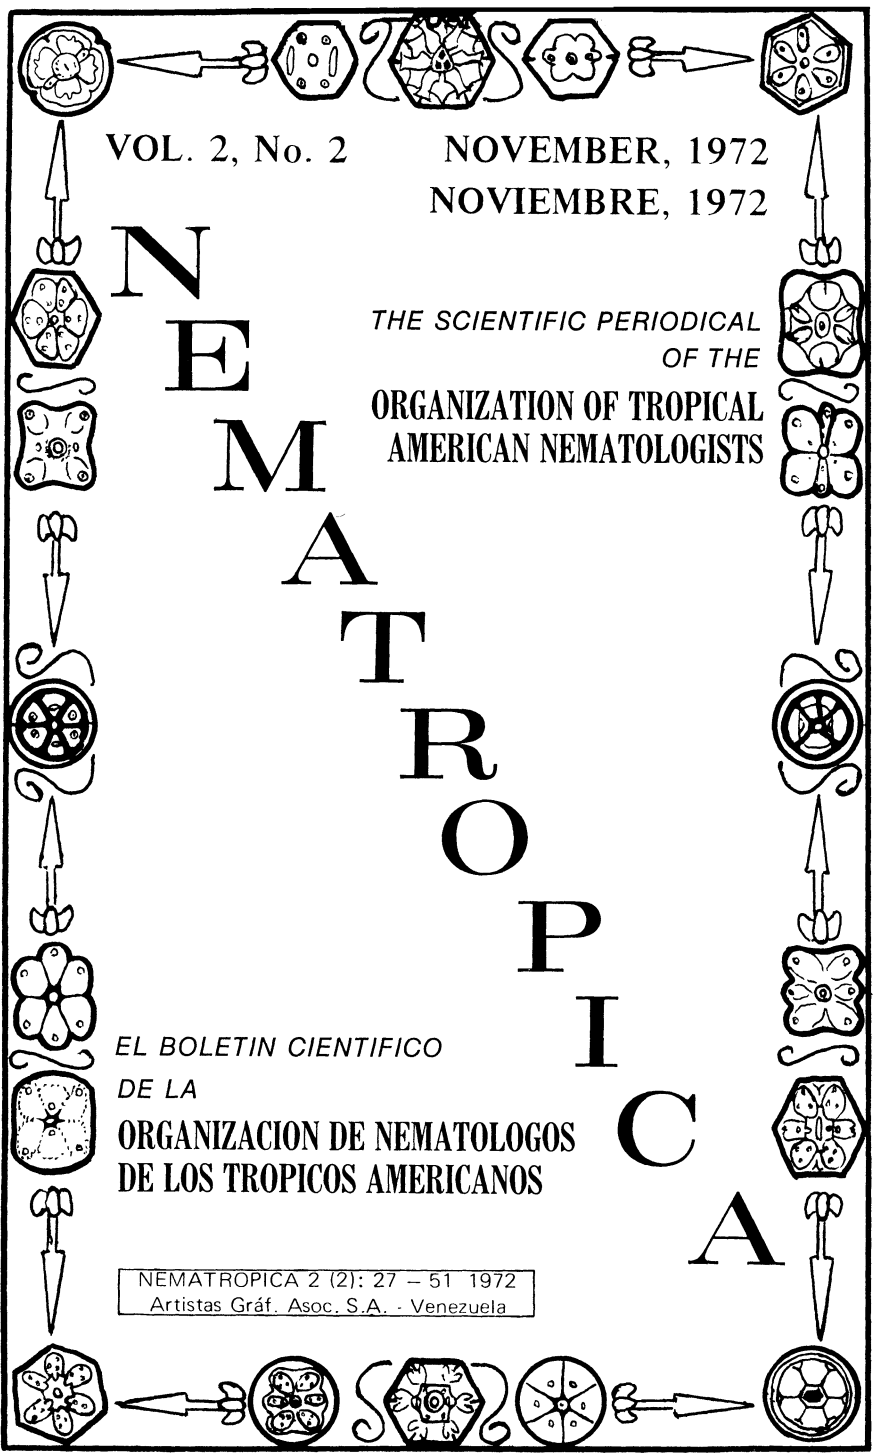 VOL. 2, No. 2
NOVEMBER, 1972
NOVIEMBRE, 1972
NEMATROPICA
THE SCIENTIFIC PERIODICAL
OF THE
ORGANIZATION OF TROPICAL
AMERICAN NEMATOLOGISTS
EL BOLETIN CIENTIFICO
DE LA
ORGANIZACION DE NEMATOLOGOS
DE LOS TROPICOS AMERICANOS
NEMATROPICA 2 (2): 27 – 51 1972
Artistas Gráf. Asoc. S.A. - Venezuela